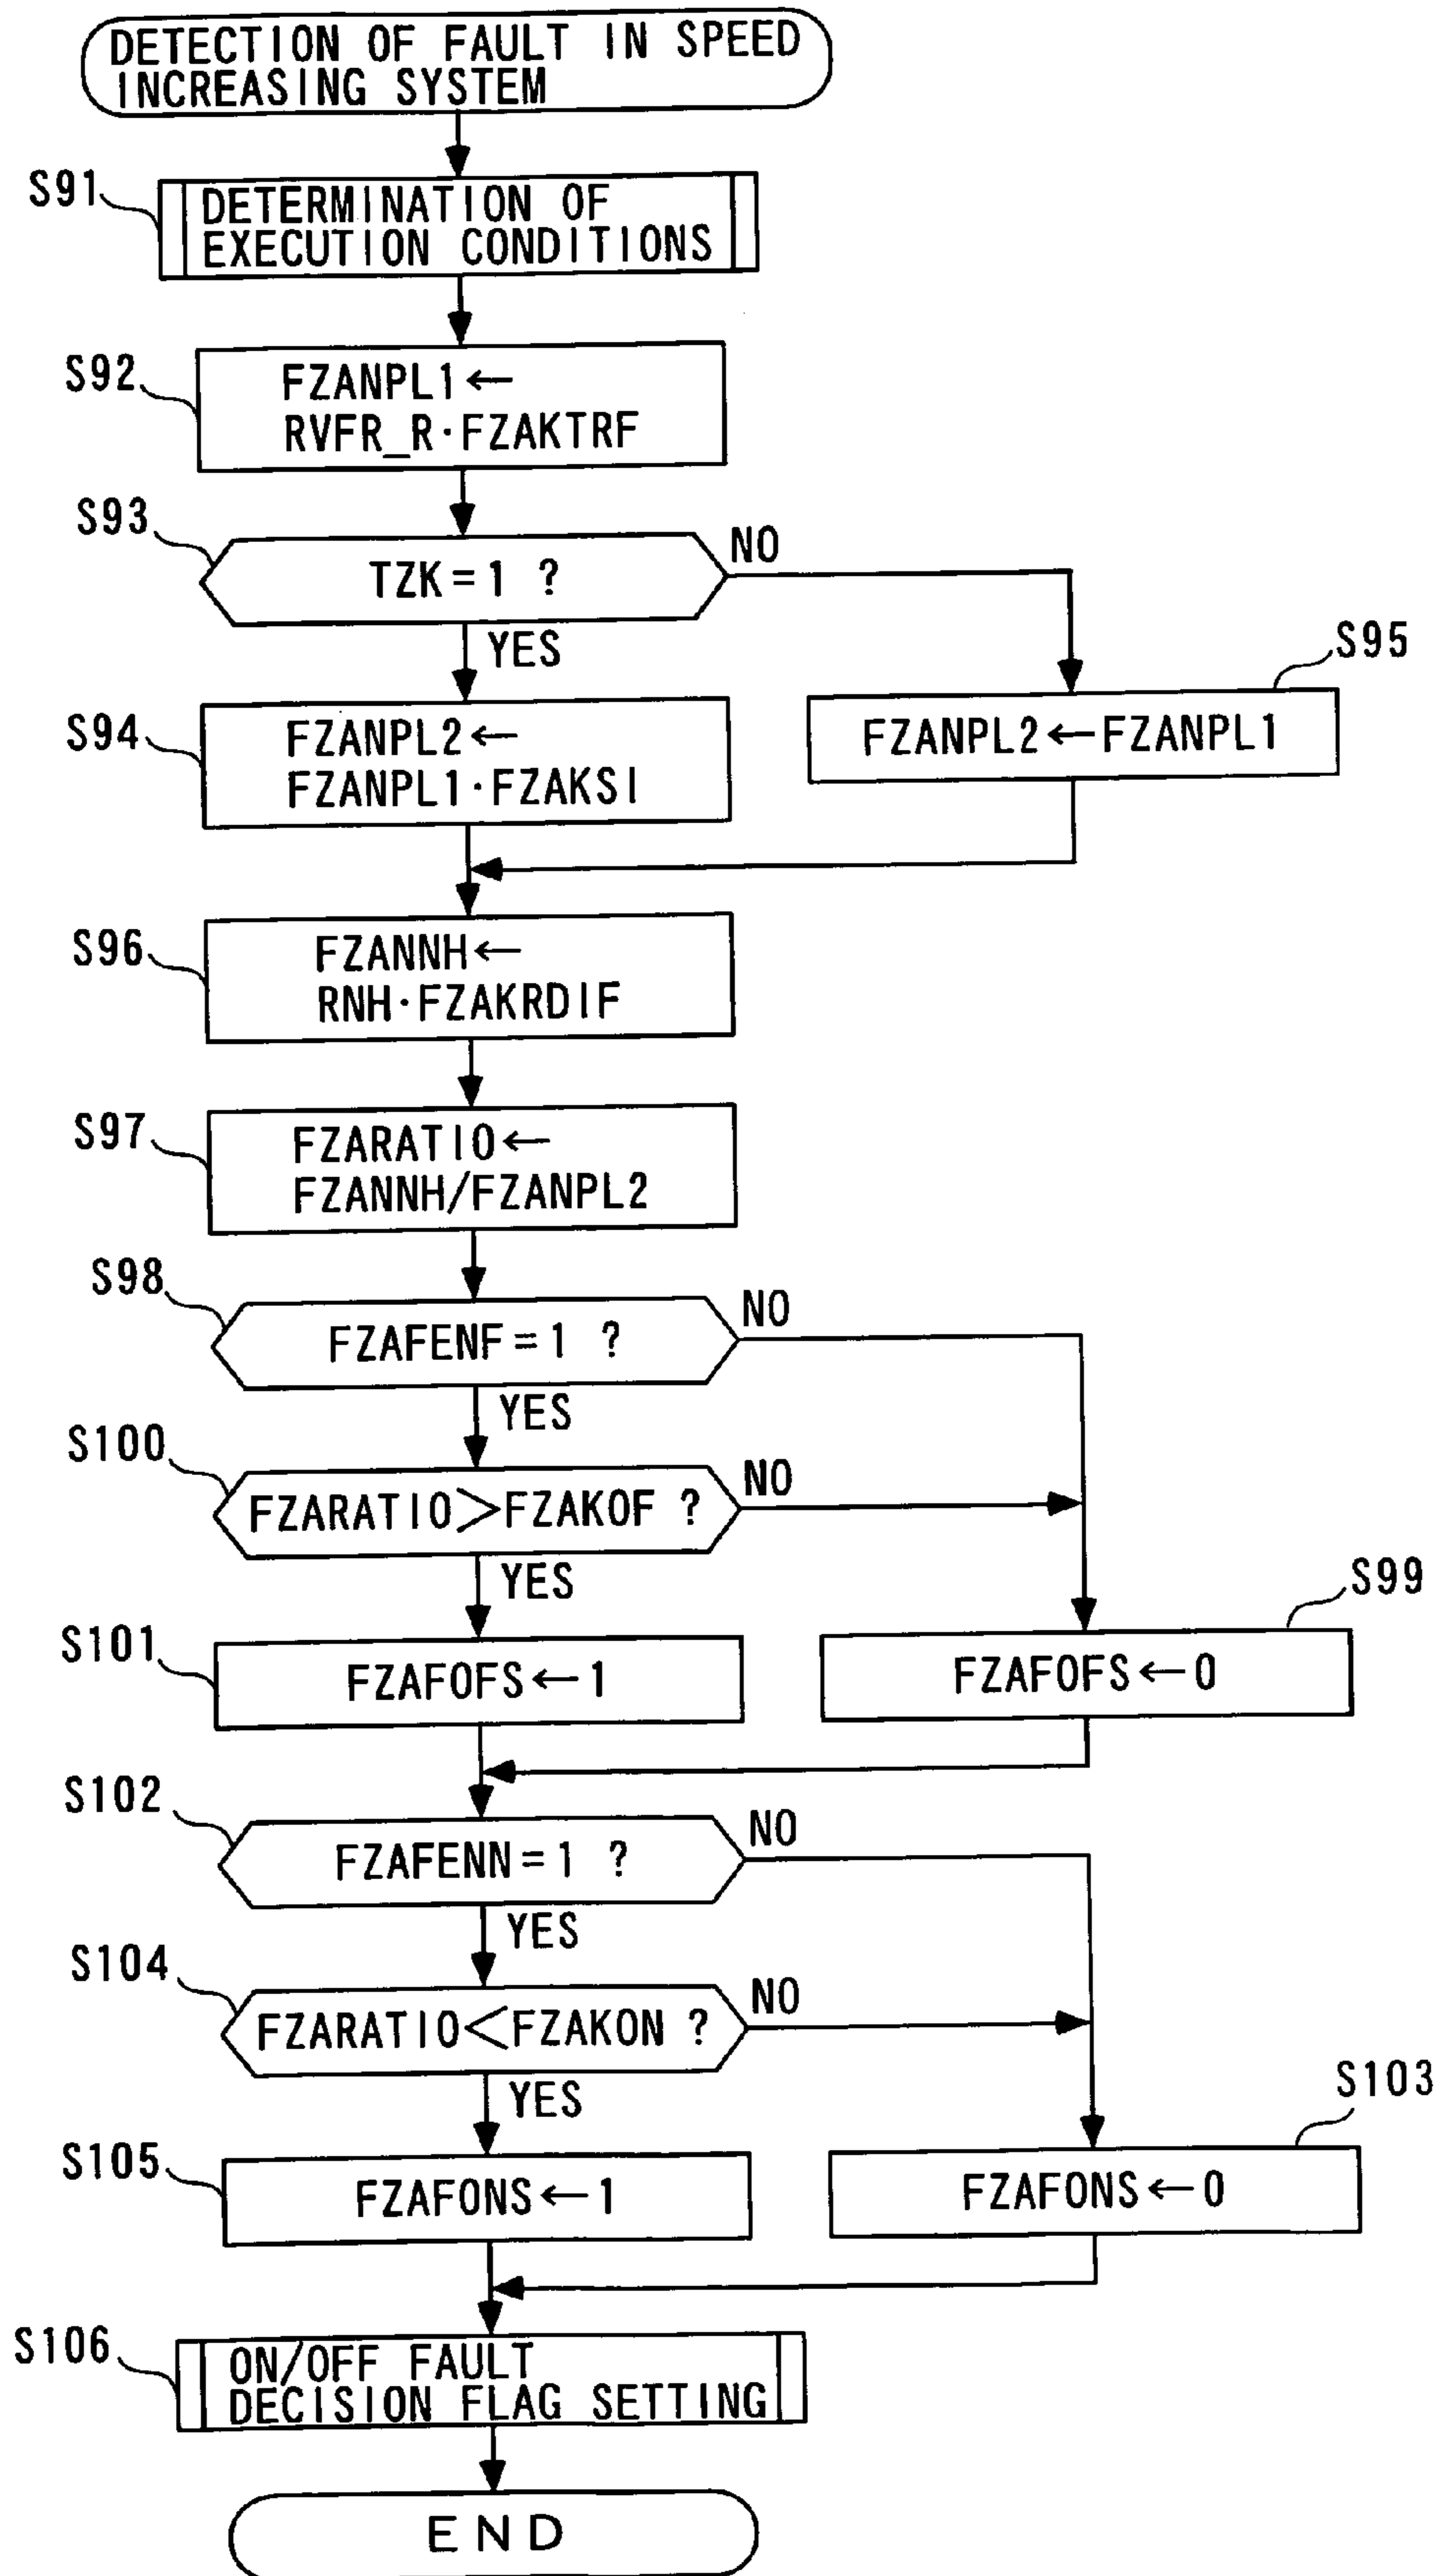 DETECTION OF FAULT IN SPEED
INCREASING SYSTEM
S91
DETERMINATION OF
EXECUTION CONDITIONS
S92
FZANPL1←
RVFR_R·FZAKTRF
S93
TZK=1 ?
NO
YES
S94
FZANPL2←
FZANPL1·FZAKSI
S95
FZANPL2←FZANPL1
S96
FZANNH←
RNH·FZAKRDIF
S97
FZARATIO←
FZANNH/FZANPL2
S98
FZAFENF=1 ?
NO
YES
S100
FZARATIO>FZAKOF ?
NO
YES
S99
FZAFOFS←0
S101
FZAFOFS←1
S102
FZAFENN=1 ?
NO
YES
S104
FZARATIO<FZAKON ?
NO
YES
S103
FZAFONS←0
S105
FZAFONS←1
S106
ON/OFF FAULT
DECISION FLAG SETTING
END